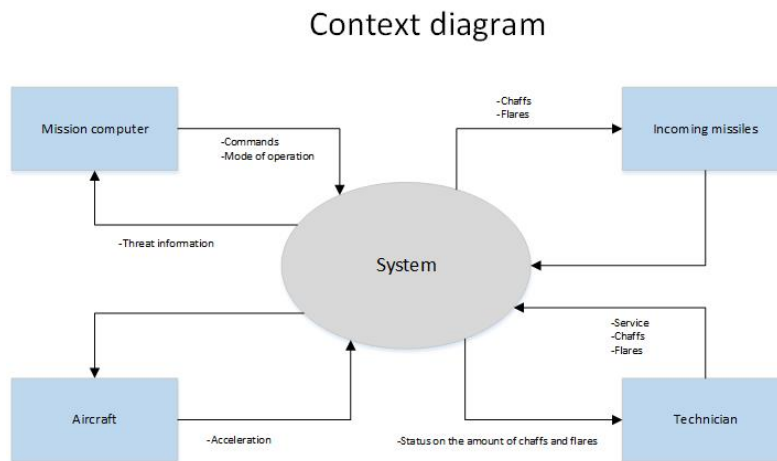 Context diagram
Mission computer
-Commands
-Mode of operation
-Chaffs
-Flares
Incoming missiles
-Threat information
System
-Service
-Chaffs
-Flares
Aircraft
-Acceleration
-Status on the amount of chaffs and flares
Technician